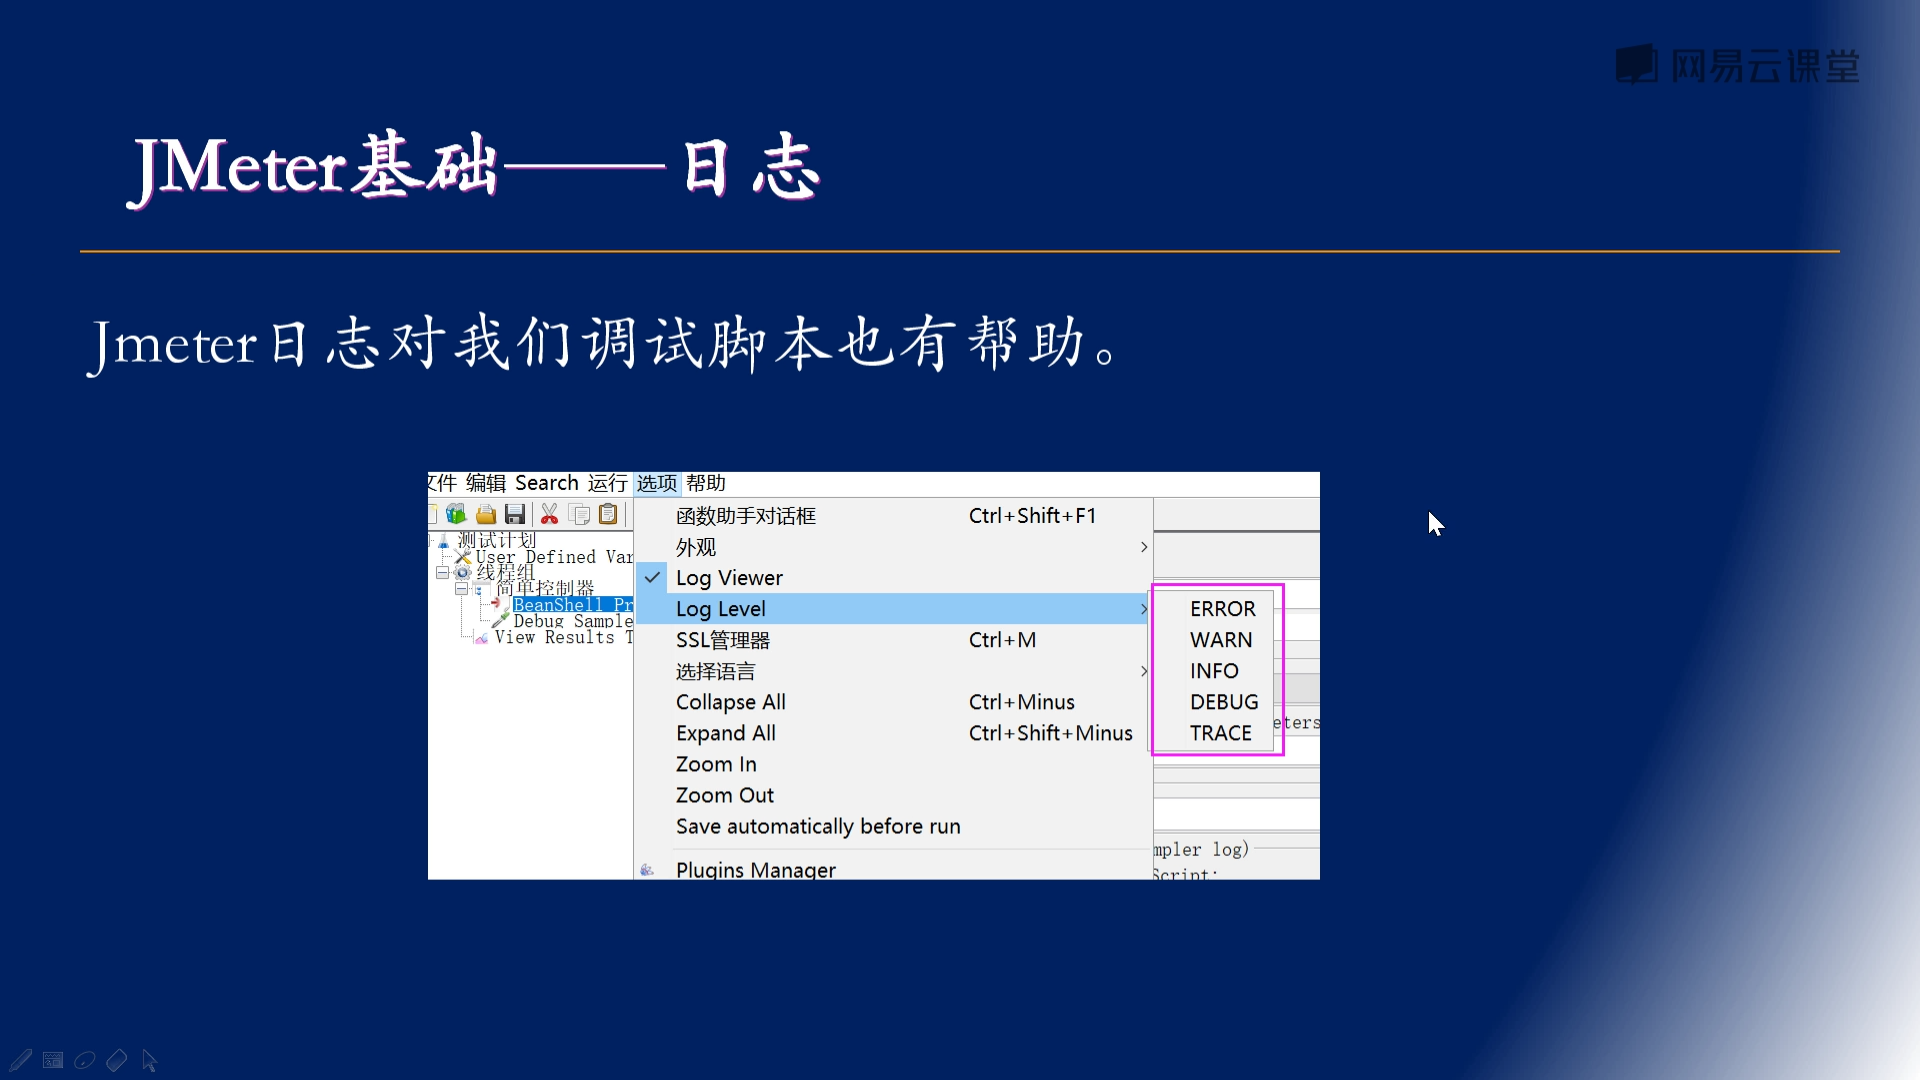 网易云课堂
JMeter基础——日志
Jmeter日志对我们调试脚本也有帮助。
文件 编辑 Search 运行 选项 帮助
函数助手对话框 Ctrl+Shift+F1
外观
Log Viewer
Log Level
SSL管理器 Ctrl+M
选择语言
Collapse All Ctrl+Minus
Expand All Ctrl+Shift+Minus
Zoom In
Zoom Out
Save automatically before run
Plugins Manager
测试计划
User Defined Var
线程组
简单控制器
BeanShell Pr
Debug Sample
View Results T
ERROR
WARN
INFO
DEBUG
TRACE
eters
mpler log)
Script: